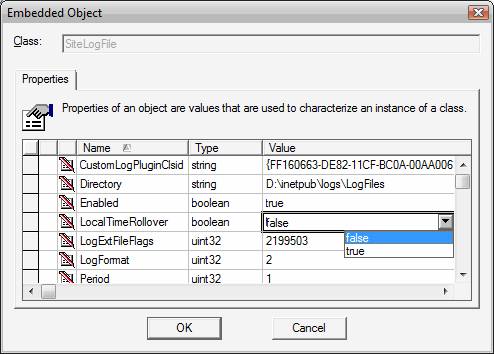 Embedded Object
Class: SiteLogFile
Properties
Properties of an object are values that are used to characterize an instance of a class.
Name Type Value
CustomLogPluginClsid string {FF160663-DE82-11CF-BC0A-00AA006
Directory string D:\inetpub\logs\LogFiles
Enabled boolean true
LocalTimeRollover boolean false
LogExtFileFlags uint32 2199503
false
true
LogFormat uint32 2
Period uint32 1
OK Cancel